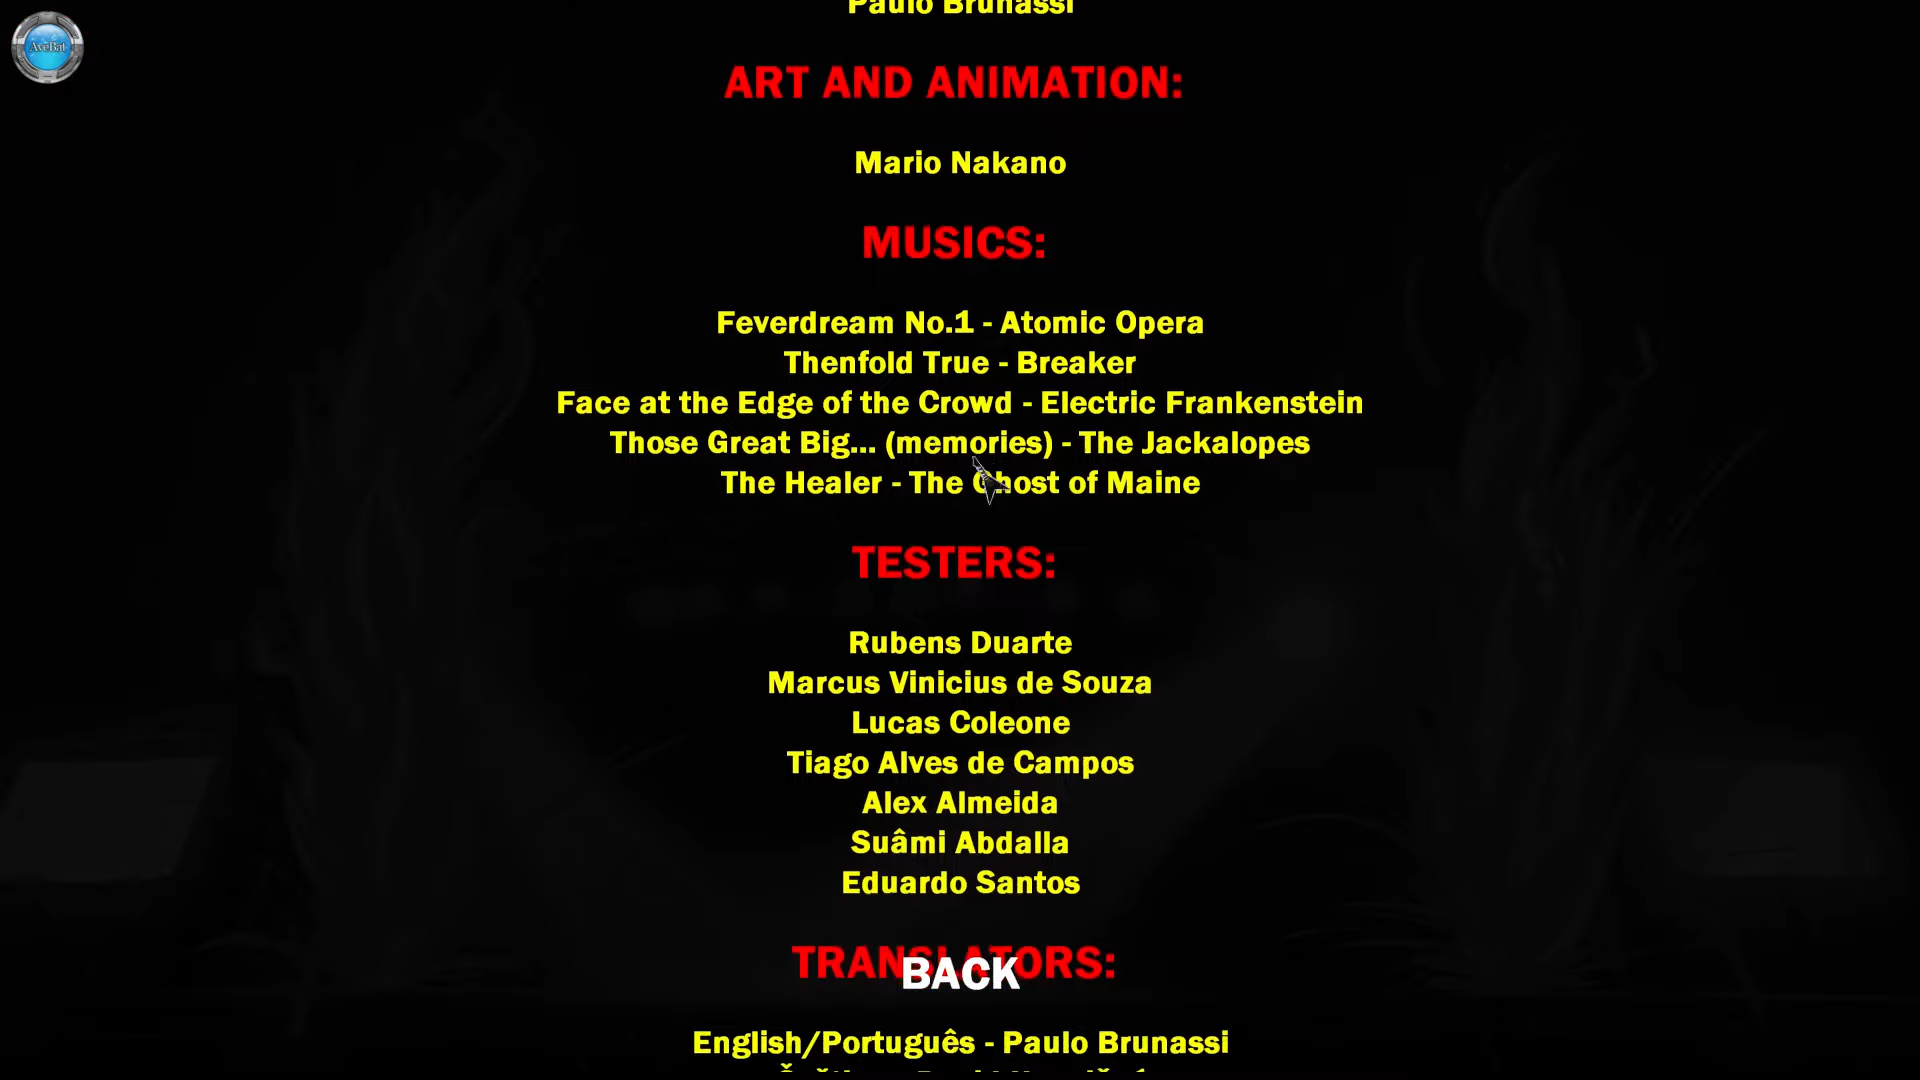 AveBat
Paulo Brunassi
ART AND ANIMATION:
Mario Nakano
MUSICS:
Feverdream No.1 - Atomic Opera
Thenfold True - Breaker
Face at the Edge of the Crowd - Electric Frankenstein
Those Great Big... (memories) - The Jackalopes
The Healer - The Ghost of Maine
TESTERS:
Rubens Duarte
Marcus Vinicius de Souza
Lucas Coleone
Tiago Alves de Campos
Alex Almeida
Suâmi Abdalla
Eduardo Santos
TRANSLATORS:
BACK
English/Português - Paulo Brunassi